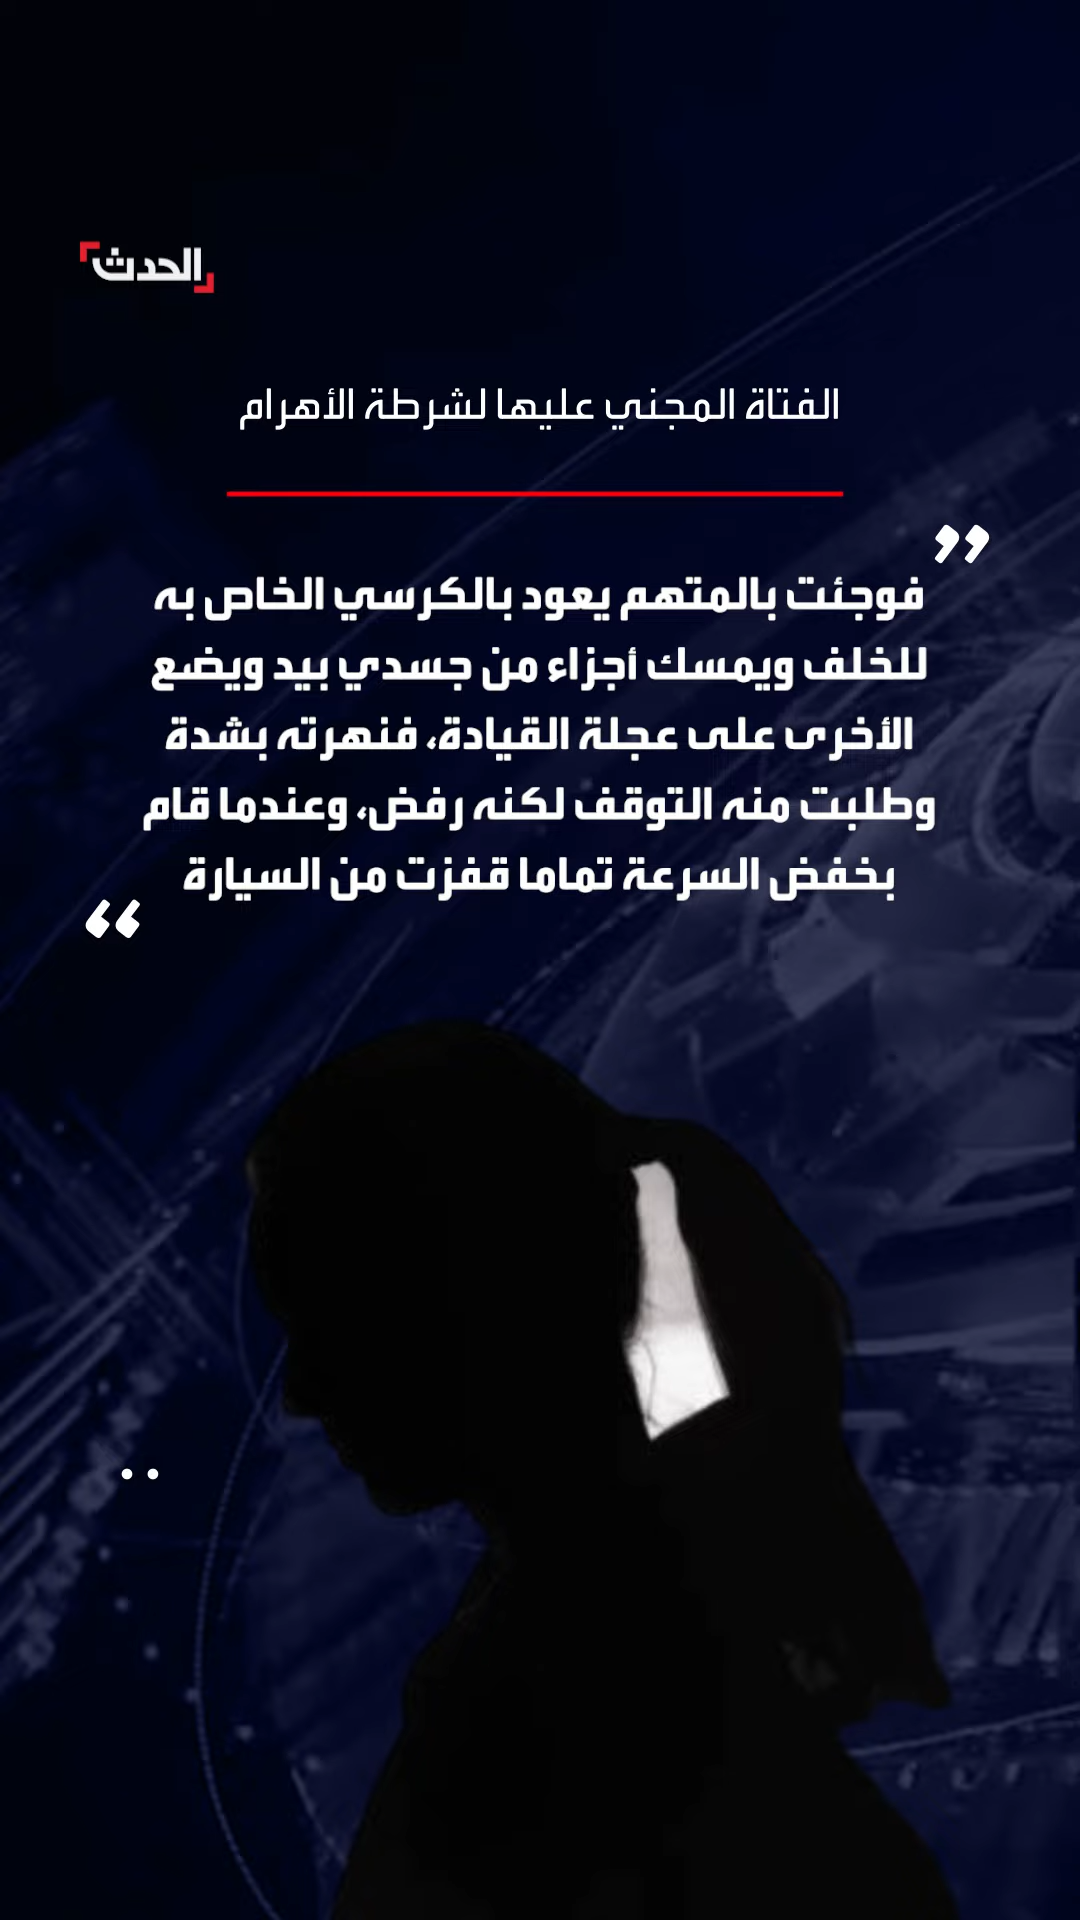 الحدث
الفتاة المجني عليها لشرطة الأهرام
”
فوجئت بالمتهم يعود بالكرسي الخاص به
للخلف ويمسك أجزاء من جسدي بيد ويضع
الأخرى على عجلة القيادة، فنهرته بشدة
وطلبت منه التوقف لكنه رفض، وعندما قام
بخفض السرعة تماما قفزت من السيارة
“